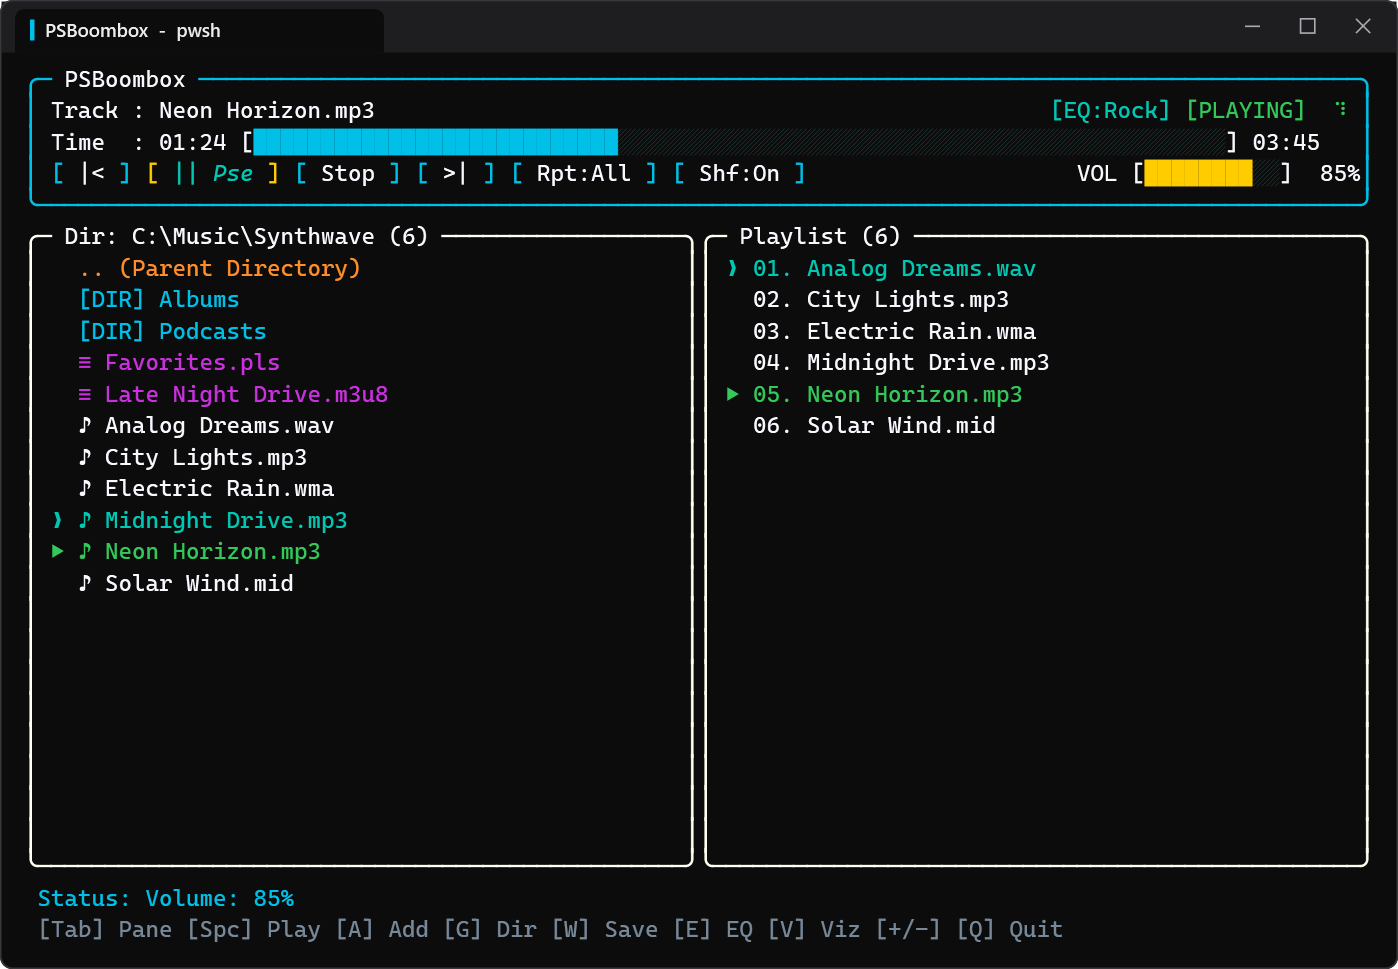 PSBoombox - pwsh
PSBoombox
Track : Neon Horizon.mp3 [EQ:Rock] [PLAYING]
Time : 01:24 [ ] 03:45
[ |< ] [ || Pse ] [ Stop ] [ >| ] [ Rpt:All ] [ Shf:On ] VOL [ ] 85%
Dir: C:\Music\Synthwave (6)
.. (Parent Directory)
[DIR] Albums
[DIR] Podcasts
≡ Favorites.pls
≡ Late Night Drive.m3u8
♪ Analog Dreams.wav
♪ City Lights.mp3
♪ Electric Rain.wma
⟫ ♪ Midnight Drive.mp3
► ♪ Neon Horizon.mp3
♪ Solar Wind.mid
Playlist (6)
⟫ 01. Analog Dreams.wav
02. City Lights.mp3
03. Electric Rain.wma
04. Midnight Drive.mp3
► 05. Neon Horizon.mp3
06. Solar Wind.mid
Status: Volume: 85%
[Tab] Pane [Spc] Play [A] Add [G] Dir [W] Save [E] EQ [V] Viz [+/-] [Q] Quit